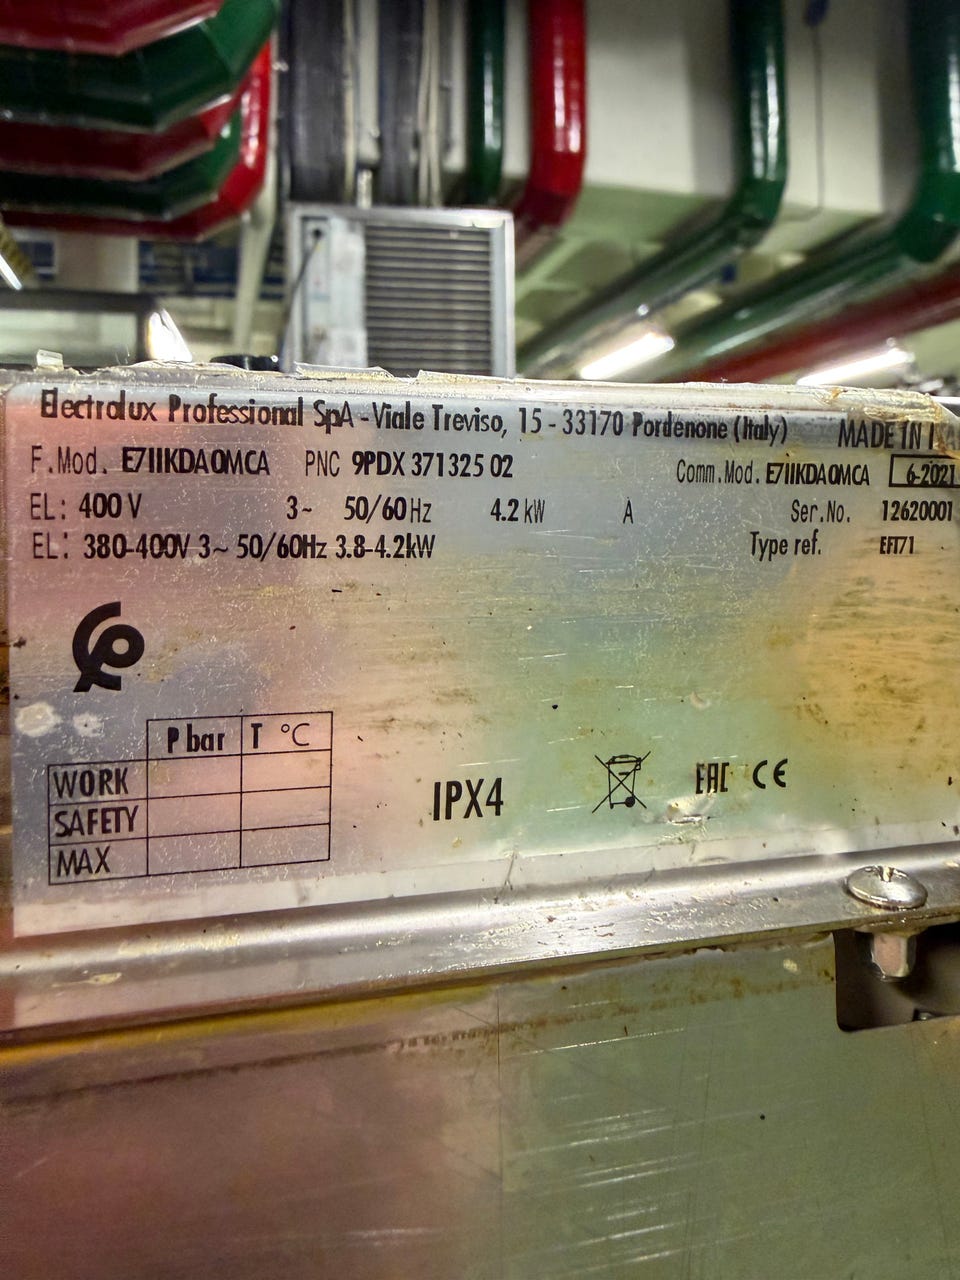 Electrolux Professional SpA - Viale Treviso, 15 - 33170 Pordenone (Italy) MADE IN
F.Mod. E7IIKDAOMCA PNC 9PDX 371325 02 Comm.Mod. E7IIKDAOMCA 6-2021
EL: 400 V 3~ 50/60 Hz 4.2 kW A Ser.No. 12620001
EL: 380-400V 3~ 50/60Hz 3.8-4.2kW Type ref. EFT71
P bar T °C
WORK
SAFETY
MAX
IPX4 EAC CE